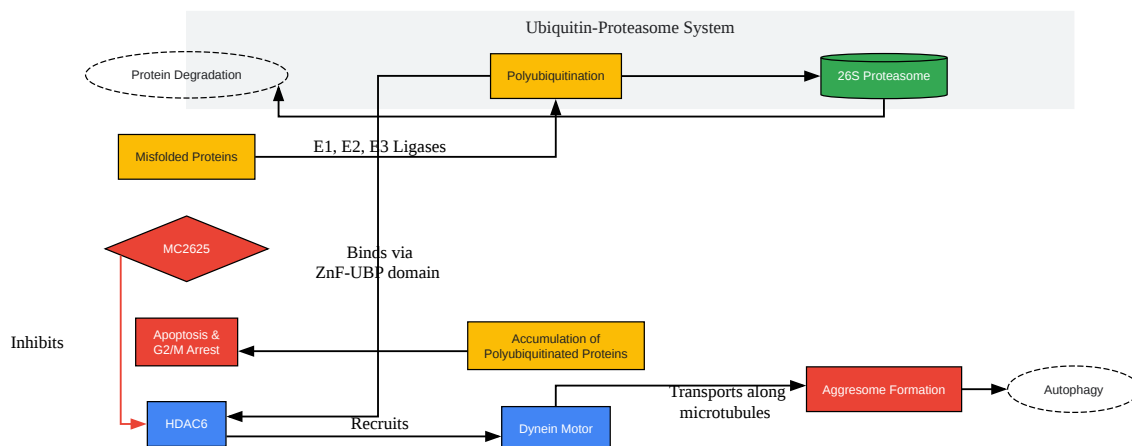 Ubiquitin-Proteasome System
Protein Degradation
Polyubiquitination
26S Proteasome
Misfolded Proteins
E1, E2, E3 Ligases
MC2625
Binds via
ZnF-UBP domain
Inhibits
Apoptosis &
G2/M Arrest
Accumulation of
Polyubiquitinated Proteins
Transports along
microtubules
Aggresome Formation
Autophagy
HDAC6
Recruits
Dynein Motor